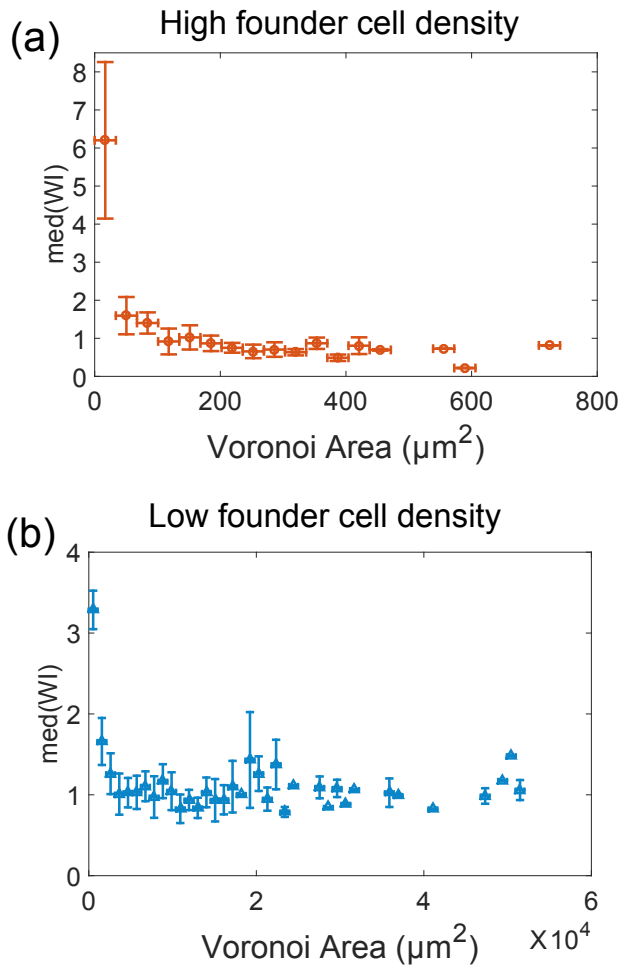 (a)
High founder cell density
8
7
6
5
4
3
2
1
0
med(WI)
0 200 400 600 800
Voronoi Area (µm²)
(b)
Low founder cell density
4
3
2
1
0
med(WI)
0 2 4 6
X10⁴
Voronoi Area (µm²)